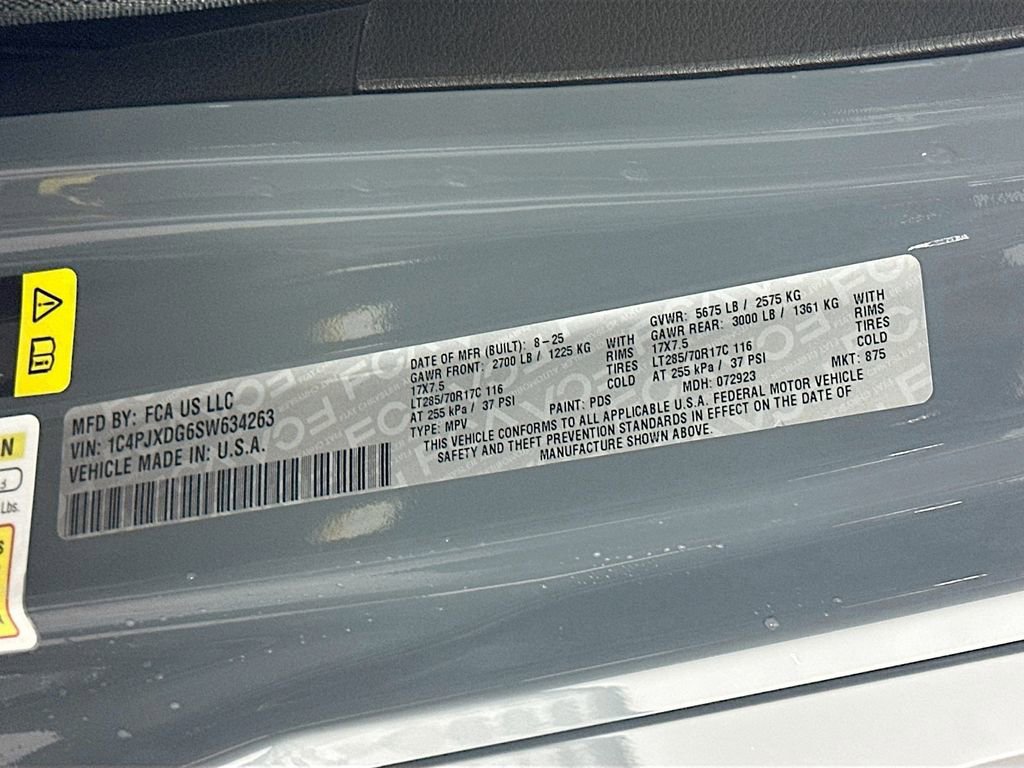 MFD BY: FCA US LLC
VIN: 1C4PJXDG6SW634263
VEHICLE MADE IN: U.S.A.
DATE OF MFR (BUILT): 8-25
GAWR FRONT: 2700 LB / 1225 KG WITH
17X7.5 RIMS
LT285/70R17C 116 TIRES
AT 255 kPa / 37 PSI COLD
TYPE: MPV
PAINT: PDS
GVWR: 5675 LB / 2575 KG
GAWR REAR: 3000 LB / 1361 KG WITH
17X7.5 RIMS
LT285/70R17C 116 TIRES
AT 255 kPa / 37 PSI COLD
MDH: 072923 MKT: 875
THIS VEHICLE CONFORMS TO ALL APPLICABLE U.S.A. FEDERAL MOTOR VEHICLE
SAFETY AND THEFT PREVENTION STANDARDS IN EFFECT ON THE DATE OF
MANUFACTURE SHOWN ABOVE.
N
3
Lbs.